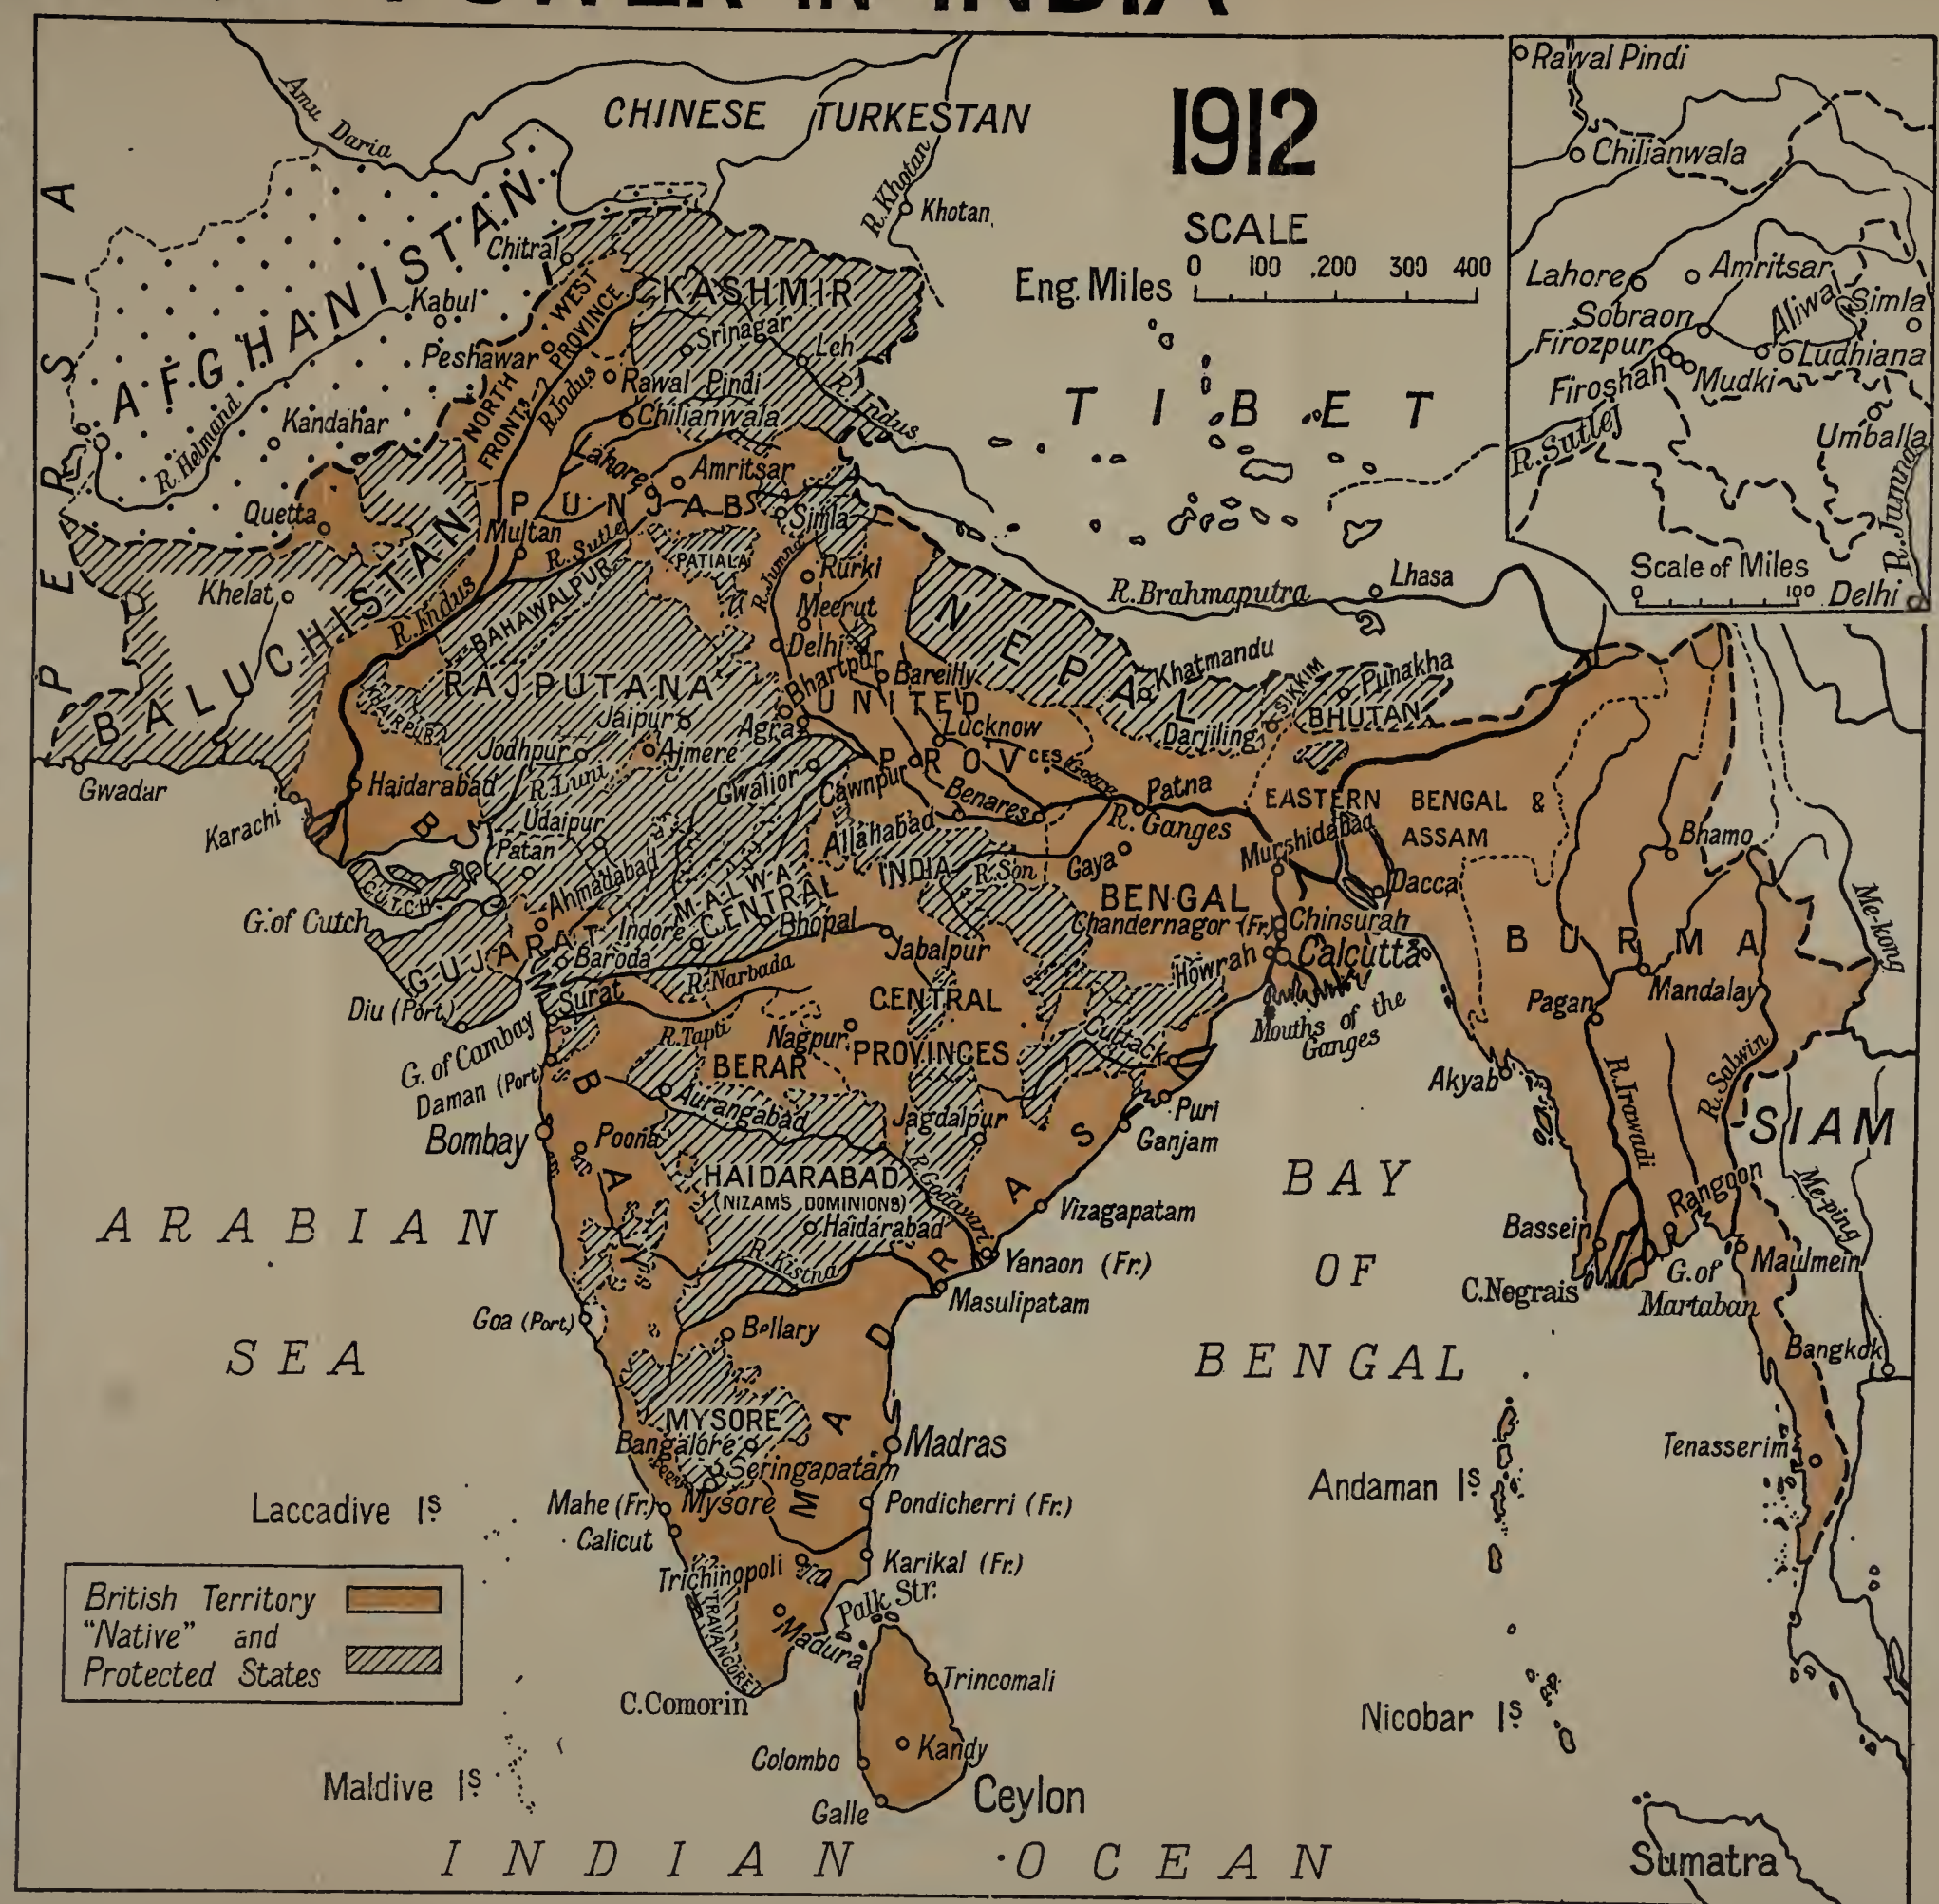 POWER IN INDIA
1912
SCALE
Eng. Miles 0 100 200 300 400
CHINESE TURKESTAN
Amu Daria
R. Khotan
Khotan
PERSIA
AFGHANISTAN
Chitral
Kabul
Peshawar
Kandahar
R. Helmand
NORTH WEST
FRONTR PROVINCE
KASHMIR
Srinagar
Leh
R. Indus
R. Indus
Rawal Pindi
Chilianwala
Lahore
Amritsar
PUNJAB
Simla
Multan
R. Sutlej
PATIALA
R. Jumna
Rurki
Meerut
Delhi
Quetta
Khelat
BALUCHISTAN
R. Indus
BAHAWALPUR
RAJPUTANA
KHAIRPUR
Jaipur
Jodhpur
Ajmere
R. Luni
Udaipur
Patan
Gwadar
Karachi
Haidarabad
Bhartpur
Bareilly
Agra
UNITED
PROVCES
Lucknow
Gogra
Gwalior
Cawnpur
Benares
Allahabad
TIBET
R. Brahmaputra
Lhasa
NEPAL
Khatmandu
SIKKIM
Punakha
BHUTAN
Darjiling
Patna
R. Ganges
Gaya
R. Son
EASTERN BENGAL &
ASSAM
Murshidabad
Dacca
BENGAL
Chandernagor (Fr.)
Chinsurah
Howrah
Calcutta
Mouths of the
Ganges
CUTCH
G. of Cutch
GUJARAT
Ahmadabad
Indore
MALWA
CENTRAL
INDIA
Bhopal
Jabalpur
Baroda
R. Narbada
Surat
Diu (Port.)
G. of Cambay
Daman (Port.)
R. Tapti
Nagpur
BERAR
CENTRAL
PROVINCES
Cuttack
Puri
Ganjam
Aurangabad
Jagdalpur
BOMBAY
Bombay
Poona
HAIDARABAD
(NIZAM'S DOMINIONS)
Haidarabad
R. Godavari
R. Kistna
Vizagapatam
Yanaon (Fr.)
Masulipatam
Goa (Port.)
Bellary
MADRAS
MYSORE
Bangalore
Seringapatam
Mysore
Madras
Mahe (Fr.)
Calicut
Pondicherri (Fr.)
Karikal (Fr.)
Trichinopoli
Palk Str.
Madura
TRAVANCORE
C. Comorin
Trincomali
Kandy
Colombo
Galle
Ceylon
BURMA
Bhamo
Me-kong
Pagan
Mandalay
Akyab
R. Irawadi
R. Salwin
SIAM
Me-ping
Rangoon
Bassein
C. Negrais
G. of
Martaban
Maulmein
Bangkok
Tenasserim
ARABIAN
SEA
BAY
OF
BENGAL
Andaman Is.
Nicobar Is.
Laccadive Is.
Maldive Is.
INDIAN OCEAN
Sumatra
British Territory
"Native" and
Protected States
Rawal Pindi
Chilianwala
Lahore
Amritsar
Sobraon
Aliwal
Simla
Firozpur
Ludhiana
Firoshah
Mudki
R. Sutlej
Umballa
R. Jumna
Scale of Miles
0 100
Delhi